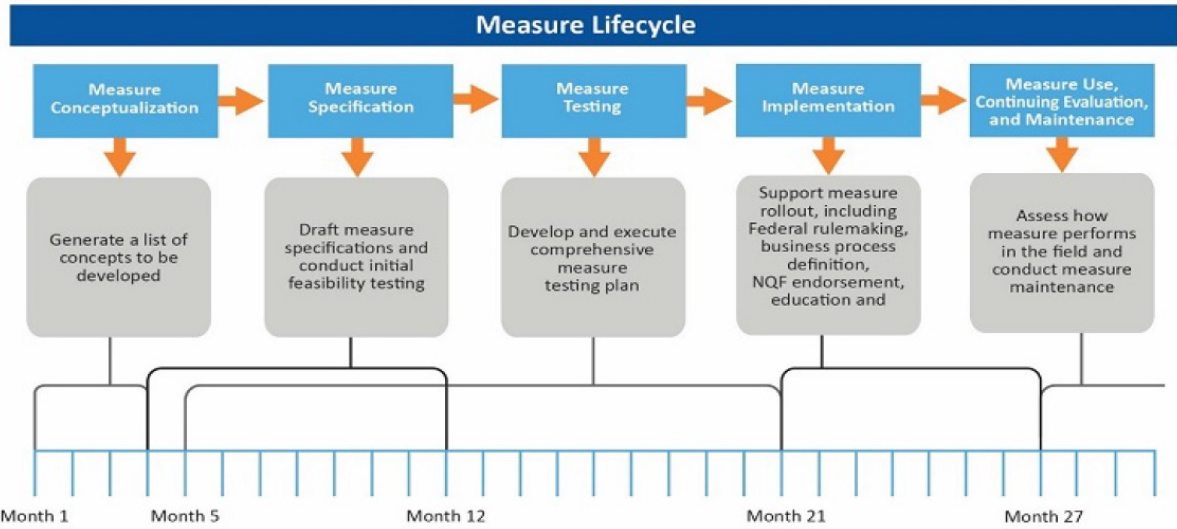 Measure Lifecycle
Measure
Conceptualization
Measure
Specification
Measure
Testing
Measure
Implementation
Measure Use,
Continuing Evaluation,
and Maintenance
Generate a list of
concepts to be
developed
Draft measure
specifications and
conduct initial
feasibility testing
Develop and execute
comprehensive
measure
testing plan
Support measure
rollout, including
Federal rulemaking,
business process
definition,
NQF endorsement,
education and
Assess how
measure performs
in the field and
conduct measure
maintenance
Month 1
Month 5
Month 12
Month 21
Month 27